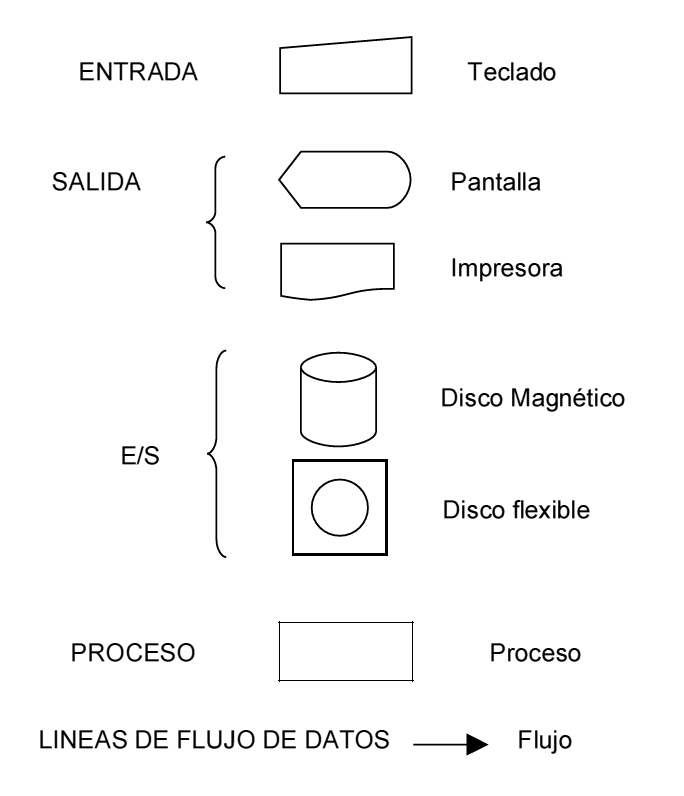 ENTRADA Teclado
SALIDA Pantalla
Impresora
Disco Magnético
E/S
Disco flexible
PROCESO Proceso
LINEAS DE FLUJO DE DATOS Flujo